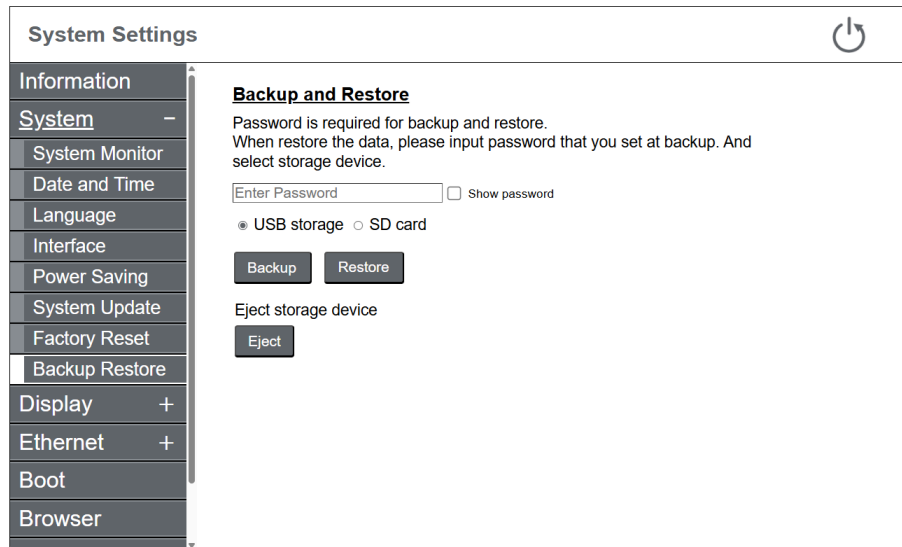 System Settings
Information
System −
System Monitor
Date and Time
Language
Interface
Power Saving
System Update
Factory Reset
Backup Restore
Display +
Ethernet +
Boot
Browser
Backup and Restore
Password is required for backup and restore.
When restore the data, please input password that you set at backup. And
select storage device.
Enter Password Show password
USB storage SD card
Backup Restore
Eject storage device
Eject